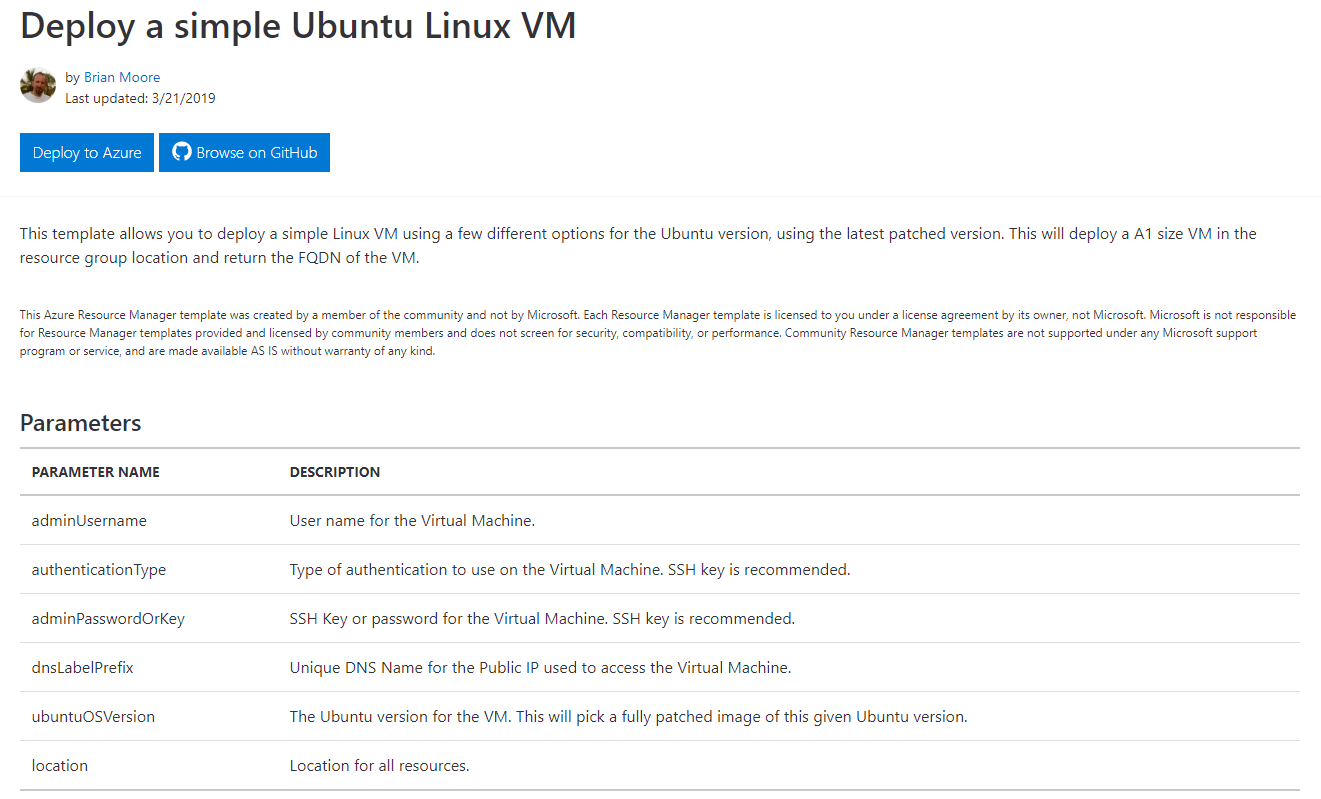 Deploy a simple Ubuntu Linux VM
by Brian Moore
Last updated: 3/21/2019
Deploy to Azure
Browse on GitHub
This template allows you to deploy a simple Linux VM using a few different options for the Ubuntu version, using the latest patched version. This will deploy a A1 size VM in the
resource group location and return the FQDN of the VM.
This Azure Resource Manager template was created by a member of the community and not by Microsoft. Each Resource Manager template is licensed to you under a license agreement by its owner, not Microsoft. Microsoft is not responsible
for Resource Manager templates provided and licensed by community members and does not screen for security, compatibility, or performance. Community Resource Manager templates are not supported under any Microsoft support
program or service, and are made available AS IS without warranty of any kind.
Parameters
PARAMETER NAME DESCRIPTION
adminUsername User name for the Virtual Machine.
authenticationType Type of authentication to use on the Virtual Machine. SSH key is recommended.
adminPasswordOrKey SSH Key or password for the Virtual Machine. SSH key is recommended.
dnsLabelPrefix Unique DNS Name for the Public IP used to access the Virtual Machine.
ubuntuOSVersion The Ubuntu version for the VM. This will pick a fully patched image of this given Ubuntu version.
location Location for all resources.